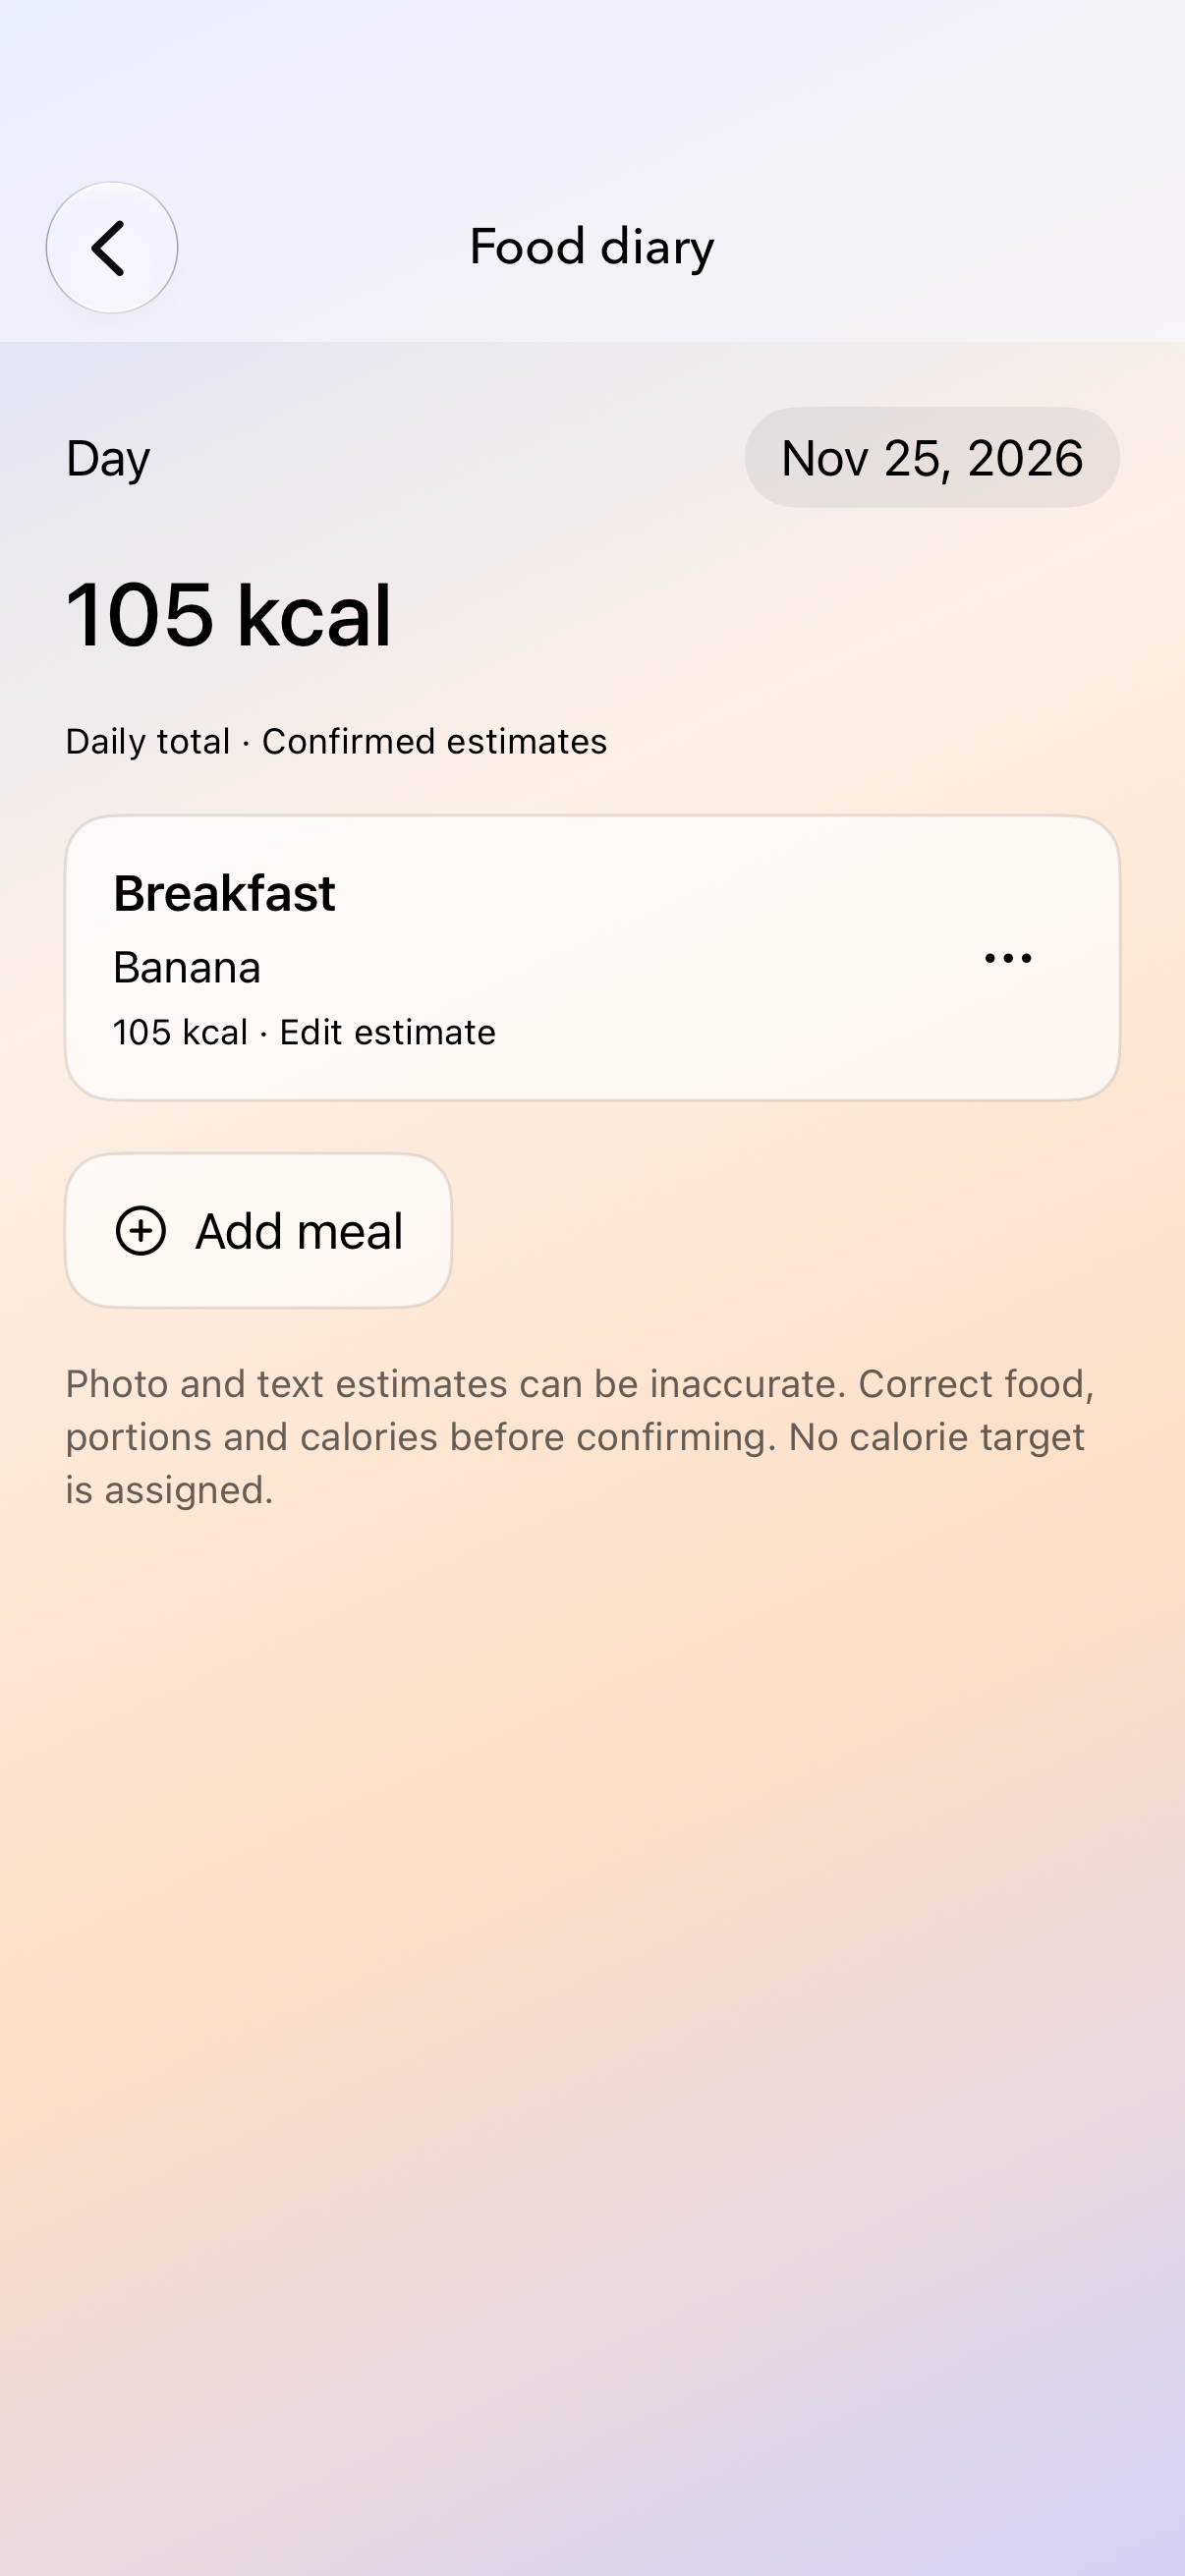 Food diary
Day
Nov 25, 2026
105 kcal
Daily total · Confirmed estimates
Breakfast
Banana
105 kcal · Edit estimate
Add meal
Photo and text estimates can be inaccurate. Correct food,
portions and calories before confirming. No calorie target
is assigned.